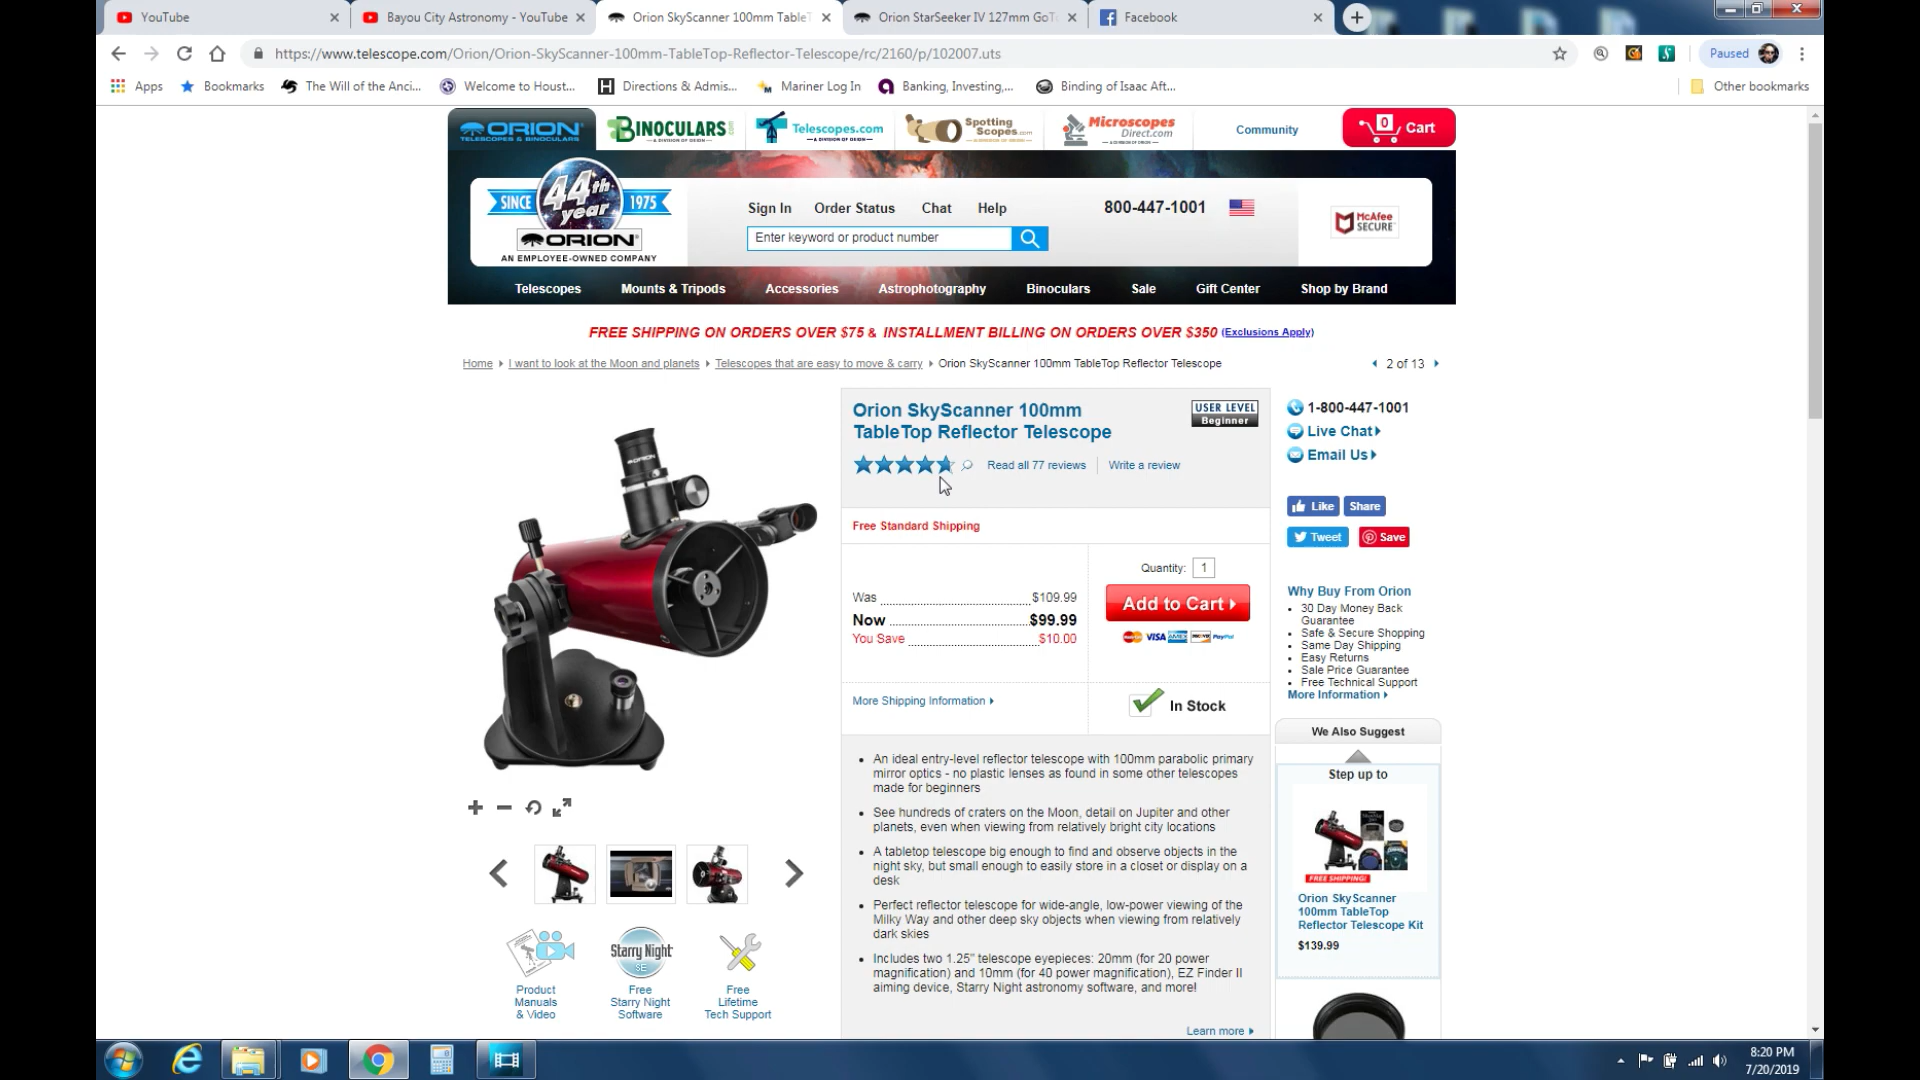 YouTube
Bayou City Astronomy - YouTube
Orion SkyScanner 100mm TableT
Orion StarSeeker IV 127mm GoT
Facebook
https://www.telescope.com/Orion/Orion-SkyScanner-100mm-TableTop-Reflector-Telescope/rc/2160/p/102007.uts
Paused
Apps
Bookmarks
The Will of the Anci...
Welcome to Houst...
Directions & Admis...
Mariner Log In
Banking, Investing,...
Binding of Isaac Aft...
Other bookmarks
ORION
TELESCOPES & BINOCULARS
BINOCULARS.com
- A DIVISION OF ORION -
Telescopes.com
- A DIVISION OF ORION -
Spotting
Scopes.com
Microscopes
Direct.com
- A DIVISION OF ORION -
Community
0 Cart
SINCE 44th year 1975
ORION
AN EMPLOYEE-OWNED COMPANY
Sign In Order Status Chat Help
800-447-1001
Enter keyword or product number
McAfee
SECURE
Telescopes Mounts & Tripods Accessories Astrophotography Binoculars Sale Gift Center Shop by Brand
FREE SHIPPING ON ORDERS OVER $75 & INSTALLMENT BILLING ON ORDERS OVER $350 (Exclusions Apply)
Home I want to look at the Moon and planets Telescopes that are easy to move & carry Orion SkyScanner 100mm TableTop Reflector Telescope
2 of 13
Orion SkyScanner 100mm
TableTop Reflector Telescope
USER LEVEL
Beginner
Read all 77 reviews
Write a review
Free Standard Shipping
Was $109.99
Now $99.99
You Save $10.00
Quantity: 1
Add to Cart
VISA AMEX PayPal
More Shipping Information
In Stock
An ideal entry-level reflector telescope with 100mm parabolic primary
mirror optics - no plastic lenses as found in some other telescopes
made for beginners
See hundreds of craters on the Moon, detail on Jupiter and other
planets, even when viewing from relatively bright city locations
A tabletop telescope big enough to find and observe objects in the
night sky, but small enough to easily store in a closet or display on a
desk
Perfect reflector telescope for wide-angle, low-power viewing of the
Milky Way and other deep sky objects when viewing from relatively
dark skies
Includes two 1.25" telescope eyepieces: 20mm (for 20 power
magnification) and 10mm (for 40 power magnification), EZ Finder II
aiming device, Starry Night astronomy software, and more!
Learn more
ORION
Product
Manuals
& Video
Starry Night
SE
Free
Starry Night
Software
Free
Lifetime
Tech Support
1-800-447-1001
Live Chat
Email Us
Like
Share
Tweet
Save
Why Buy From Orion
30 Day Money Back
Guarantee
Safe & Secure Shopping
Same Day Shipping
Easy Returns
Sale Price Guarantee
Free Technical Support
More Information
We Also Suggest
Step up to
FREE SHIPPING!
Orion SkyScanner
100mm TableTop
Reflector Telescope Kit
$139.99
8:20 PM
7/20/2019